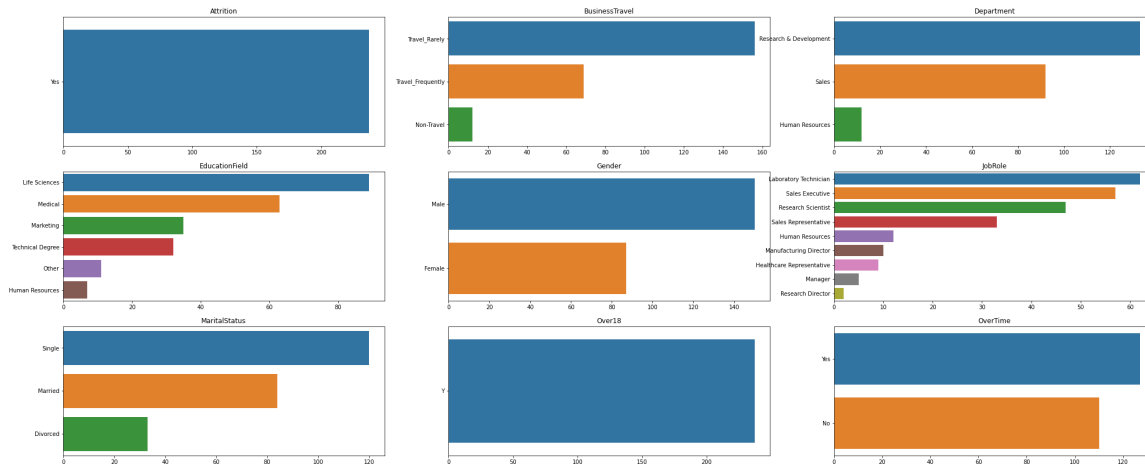 Attrition
Yes
0 50 100 150 200
BusinessTravel
Travel_Rarely
Travel_Frequently
Non-Travel
0 20 40 60 80 100 120 140 160
Department
Research & Development
Sales
Human Resources
0 20 40 60 80 100 120
EducationField
Life Sciences
Medical
Marketing
Technical Degree
Other
Human Resources
0 20 40 60 80
Gender
Male
Female
0 20 40 60 80 100 120 140
JobRole
Laboratory Technician
Sales Executive
Research Scientist
Sales Representative
Human Resources
Manufacturing Director
Healthcare Representative
Manager
Research Director
0 10 20 30 40 50 60
MaritalStatus
Single
Married
Divorced
0 20 40 60 80 100 120
Over18
Y
0 50 100 150 200
OverTime
Yes
No
0 20 40 60 80 100 120